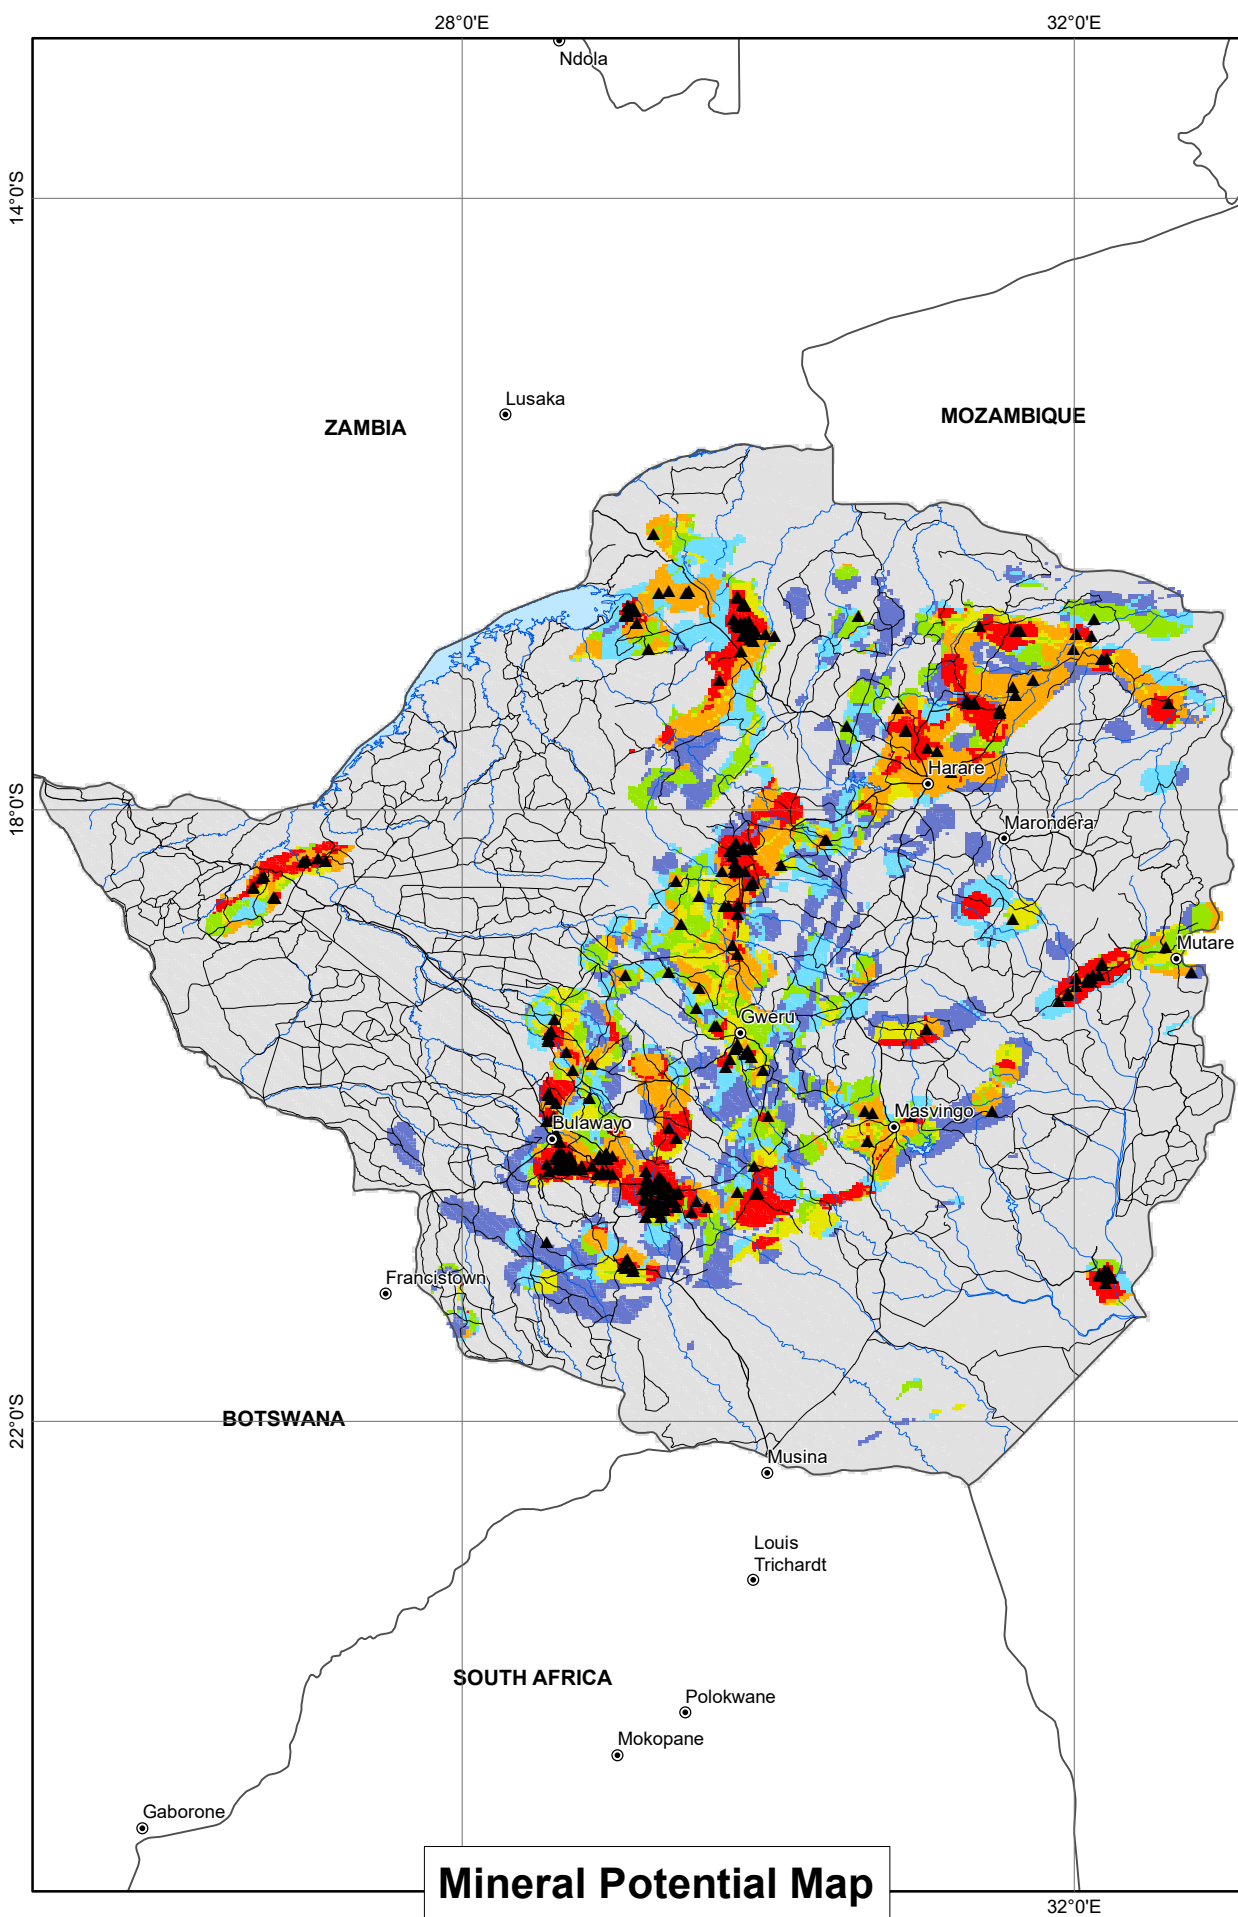 28°0'E
32°0'E
Ndola
14°0'S
Lusaka
ZAMBIA
MOZAMBIQUE
Harare
18°0'S
Marondera
Mutare
Gweru
Masvingo
Bulawayo
Francistown
BOTSWANA
22°0'S
Musina
Louis
Trichardt
SOUTH AFRICA
Polokwane
Mokopane
Gaborone
Mineral Potential Map
32°0'E